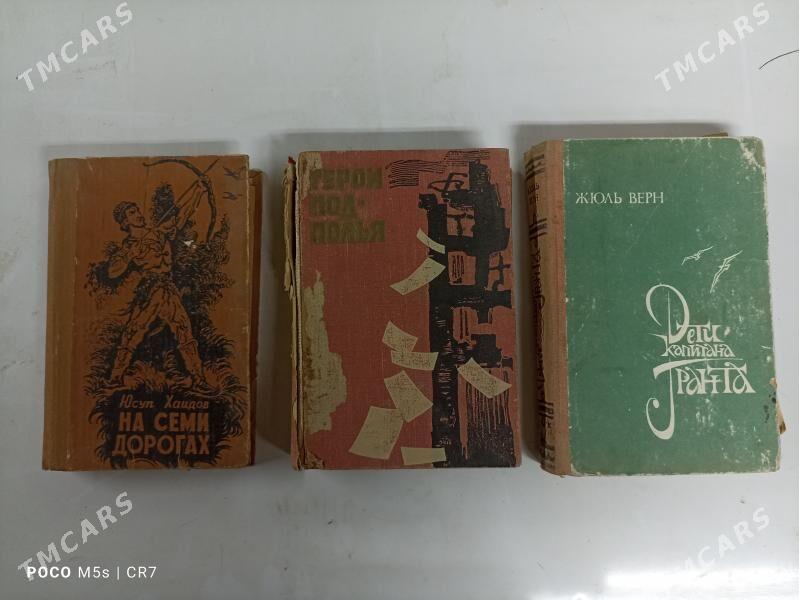 TMCARS
TMCARS
Юсуп Хаидов
НА СЕМИ
ДОРОГАХ
ГЕРОИ
ПОД-
ПОЛЬЯ
ЖЮЛЬ ВЕРН
Дети
капитана
Гранта
TMCARS
TMCARS
POCO M5s | CR7